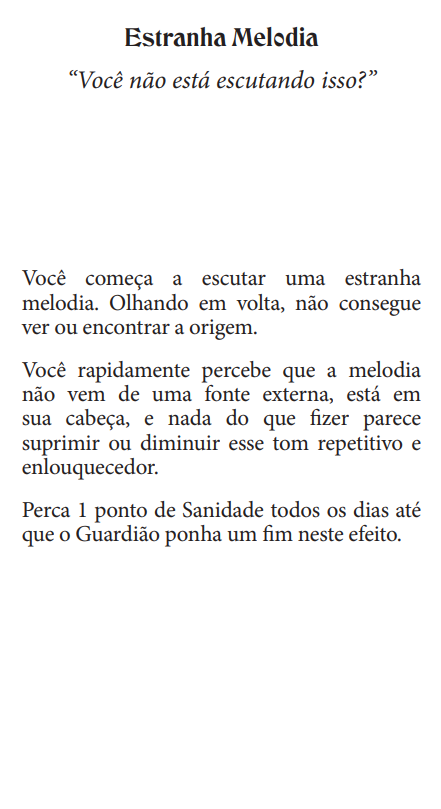 Estranha Melodia
“Você não está escutando isso?”
Você começa a escutar uma estranha
melodia. Olhando em volta, não consegue
ver ou encontrar a origem.
Você rapidamente percebe que a melodia
não vem de uma fonte externa, está em
sua cabeça, e nada do que fizer parece
suprimir ou diminuir esse tom repetitivo e
enlouquecedor.
Perca 1 ponto de Sanidade todos os dias até
que o Guardião ponha um fim neste efeito.